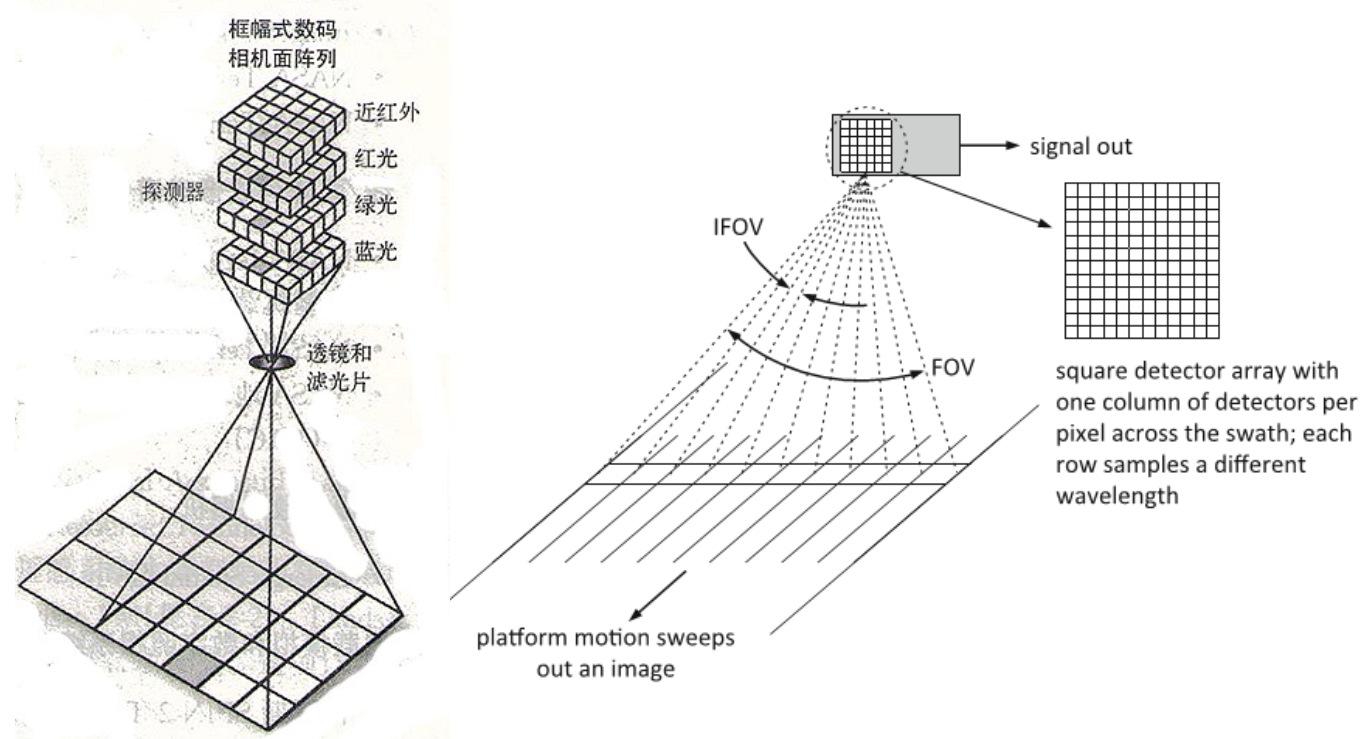 框幅式数码
相机面阵列
近红外
红光
探测器
绿光
蓝光
透镜和
滤光片
signal out
IFOV
FOV
square detector array with
one column of detectors per
pixel across the swath; each
row samples a different
wavelength
platform motion sweeps
out an image